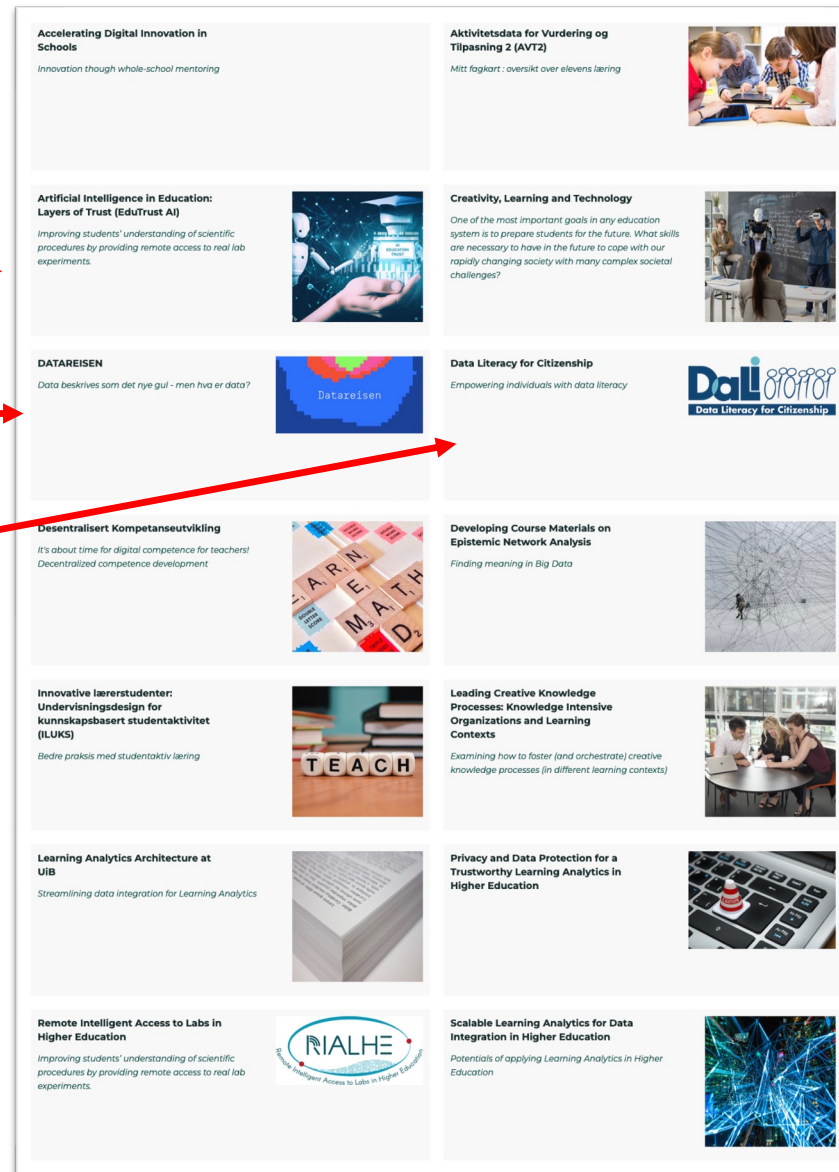 Accelerating Digital Innovation in
Schools
Innovation though whole-school mentoring
Aktivitetsdata for Vurdering og
Tilpasning 2 (AVT2)
Mitt fagkart : oversikt over elevens læring
Artificial Intelligence in Education:
Layers of Trust (EduTrust AI)
Improving students' understanding of scientific
procedures by providing remote access to real lab
experiments.
AI
EDUCATION
TRUST
Creativity, Learning and Technology
One of the most important goals in any education
system is to prepare students for the future. What skills
are necessary to have in the future to cope with our
rapidly changing society with many complex societal
challenges?
DATAREISEN
Data beskrives som det nye gul - men hva er data?
Datareisen
Data Literacy for Citizenship
Empowering individuals with data literacy
DaLI
Data Literacy for Citizenship
Desentralisert Kompetanseutvikling
It's about time for digital competence for teachers!
Decentralized competence development
DOUBLE
LETTER
SCORE
Developing Course Materials on
Epistemic Network Analysis
Finding meaning in Big Data
Innovative lærerstudenter:
Undervisningsdesign for
kunnskapsbasert studentaktivitet
(ILUKS)
Bedre praksis med studentaktiv læring
TEACH
Leading Creative Knowledge
Processes: Knowledge Intensive
Organizations and Learning
Contexts
Examining how to foster (and orchestrate) creative
knowledge processes (in different learning contexts)
Learning Analytics Architecture at
UiB
Streamlining data integration for Learning Analytics
Privacy and Data Protection for a
Trustworthy Learning Analytics in
Higher Education
Remote Intelligent Access to Labs in
Higher Education
Improving students' understanding of scientific
procedures by providing remote access to real lab
experiments.
RIALHE
Remote Intelligent Access to Labs in Higher Education
Scalable Learning Analytics for Data
Integration in Higher Education
Potentials of applying Learning Analytics in Higher
Education